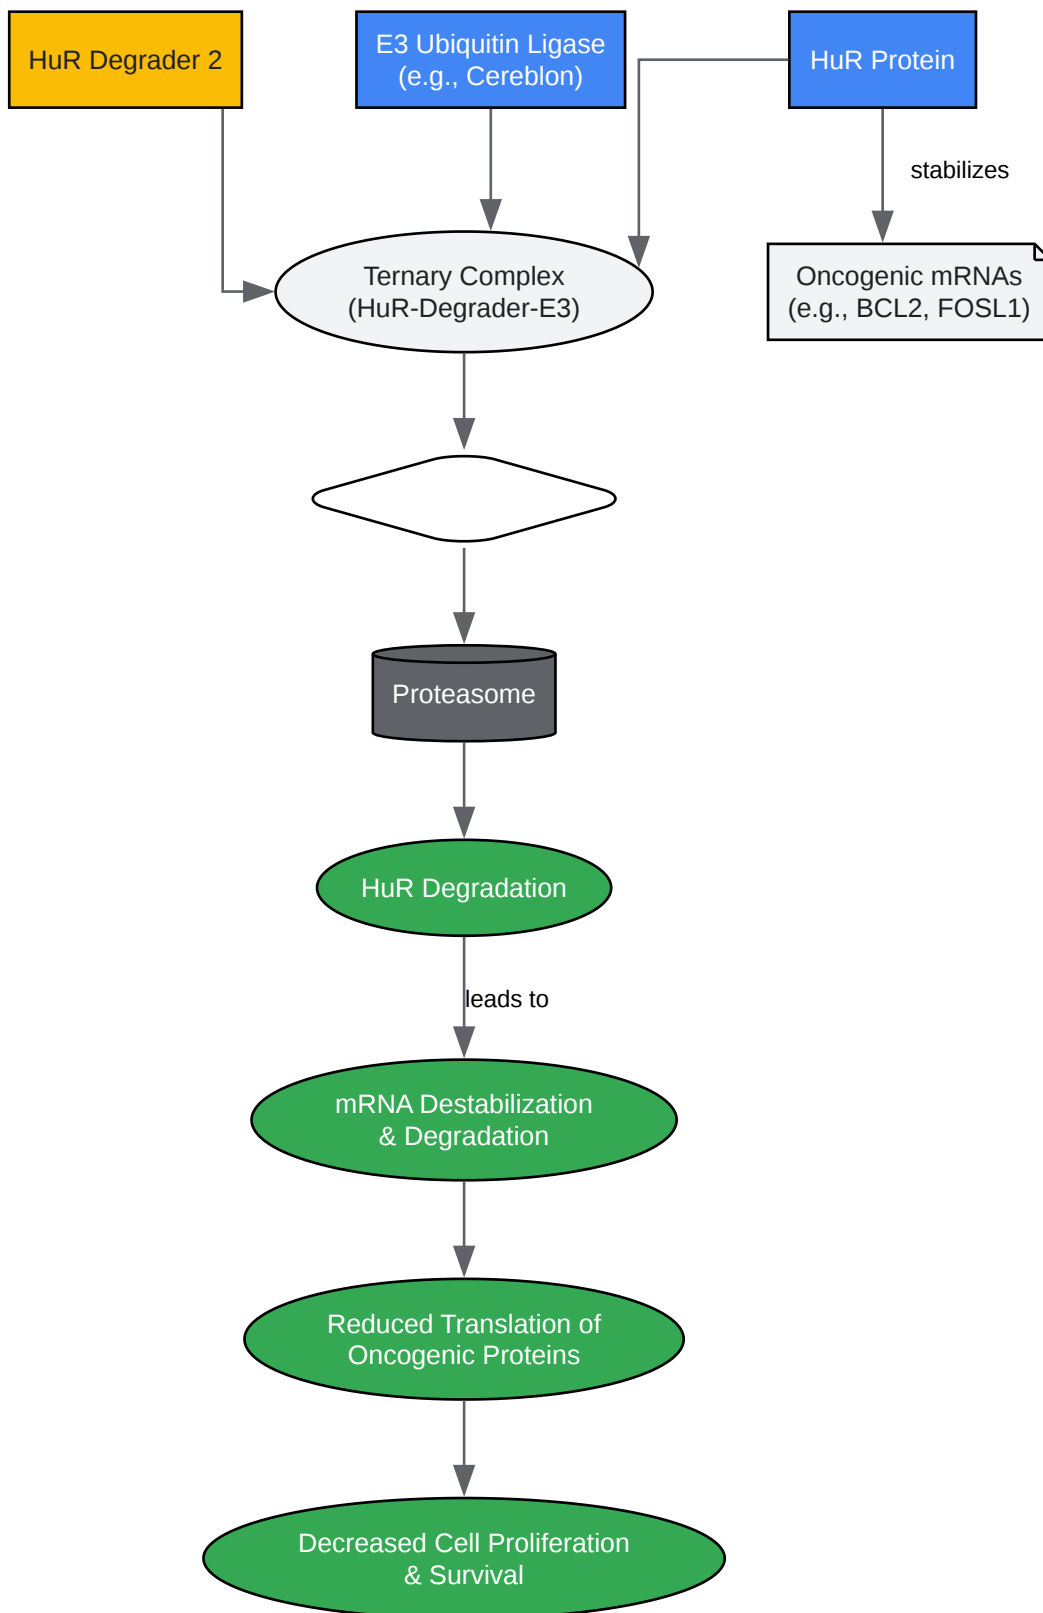 HuR Degrader 2
E3 Ubiquitin Ligase
(e.g., Cereblon)
HuR Protein
stabilizes
Ternary Complex
(HuR-Degrader-E3)
Oncogenic mRNAs
(e.g., BCL2, FOSL1)
Proteasome
HuR Degradation
leads to
mRNA Destabilization
& Degradation
Reduced Translation of
Oncogenic Proteins
Decreased Cell Proliferation
& Survival